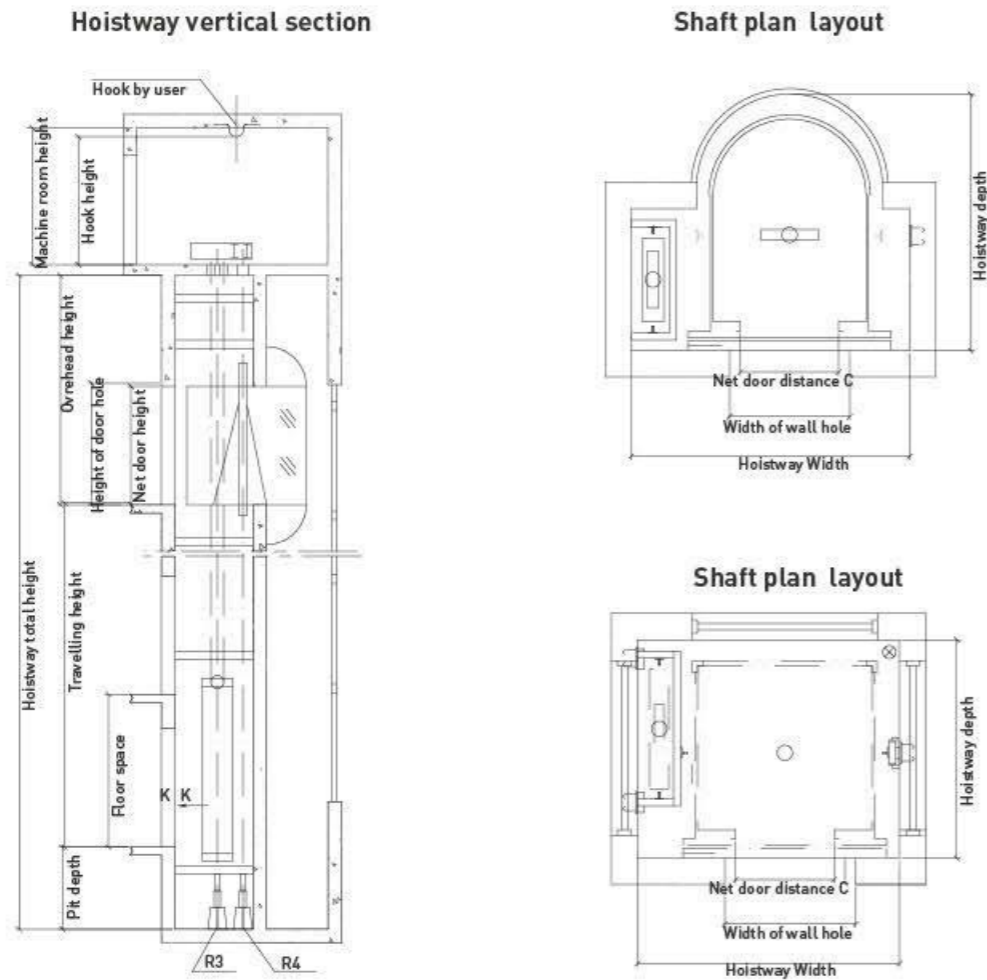 Hoistway vertical section
Hook by user
Machine room height
Hook height
Ovrehead height
Height of door hole
Net door height
Hoistway total height
Travelling height
Floor space
K K
Pit depth
R3
R4
Shaft plan layout
Hoistway depth
Net door distance C
Width of wall hole
Hoistway Width
Shaft plan layout
Hoistway depth
Net door distance C
Width of wall hole
Hoistway Width